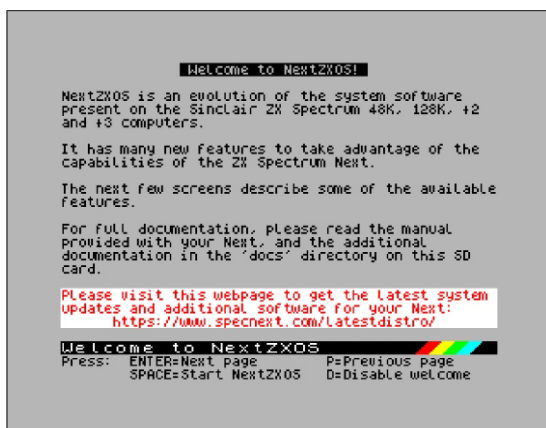 Welcome to NextZXOS!
NextZXOS is an evolution of the system software
present on the Sinclair ZX Spectrum 48K, 128K, +2
and +3 computers.
It has many new features to take advantage of the
capabilities of the ZX Spectrum Next.
The next few screens describe some of the available
features.
For full documentation, please read the manual
provided with your Next, and the additional
documentation in the 'docs' directory on this SD
card.
Please visit this webpage to get the latest system
updates and additional software for your Next:
https://www.specnext.com/latestdistro/
Welcome to NextZXOS
Press: ENTER=Next page P=Previous page
SPACE=Start NextZXOS D=Disable welcome